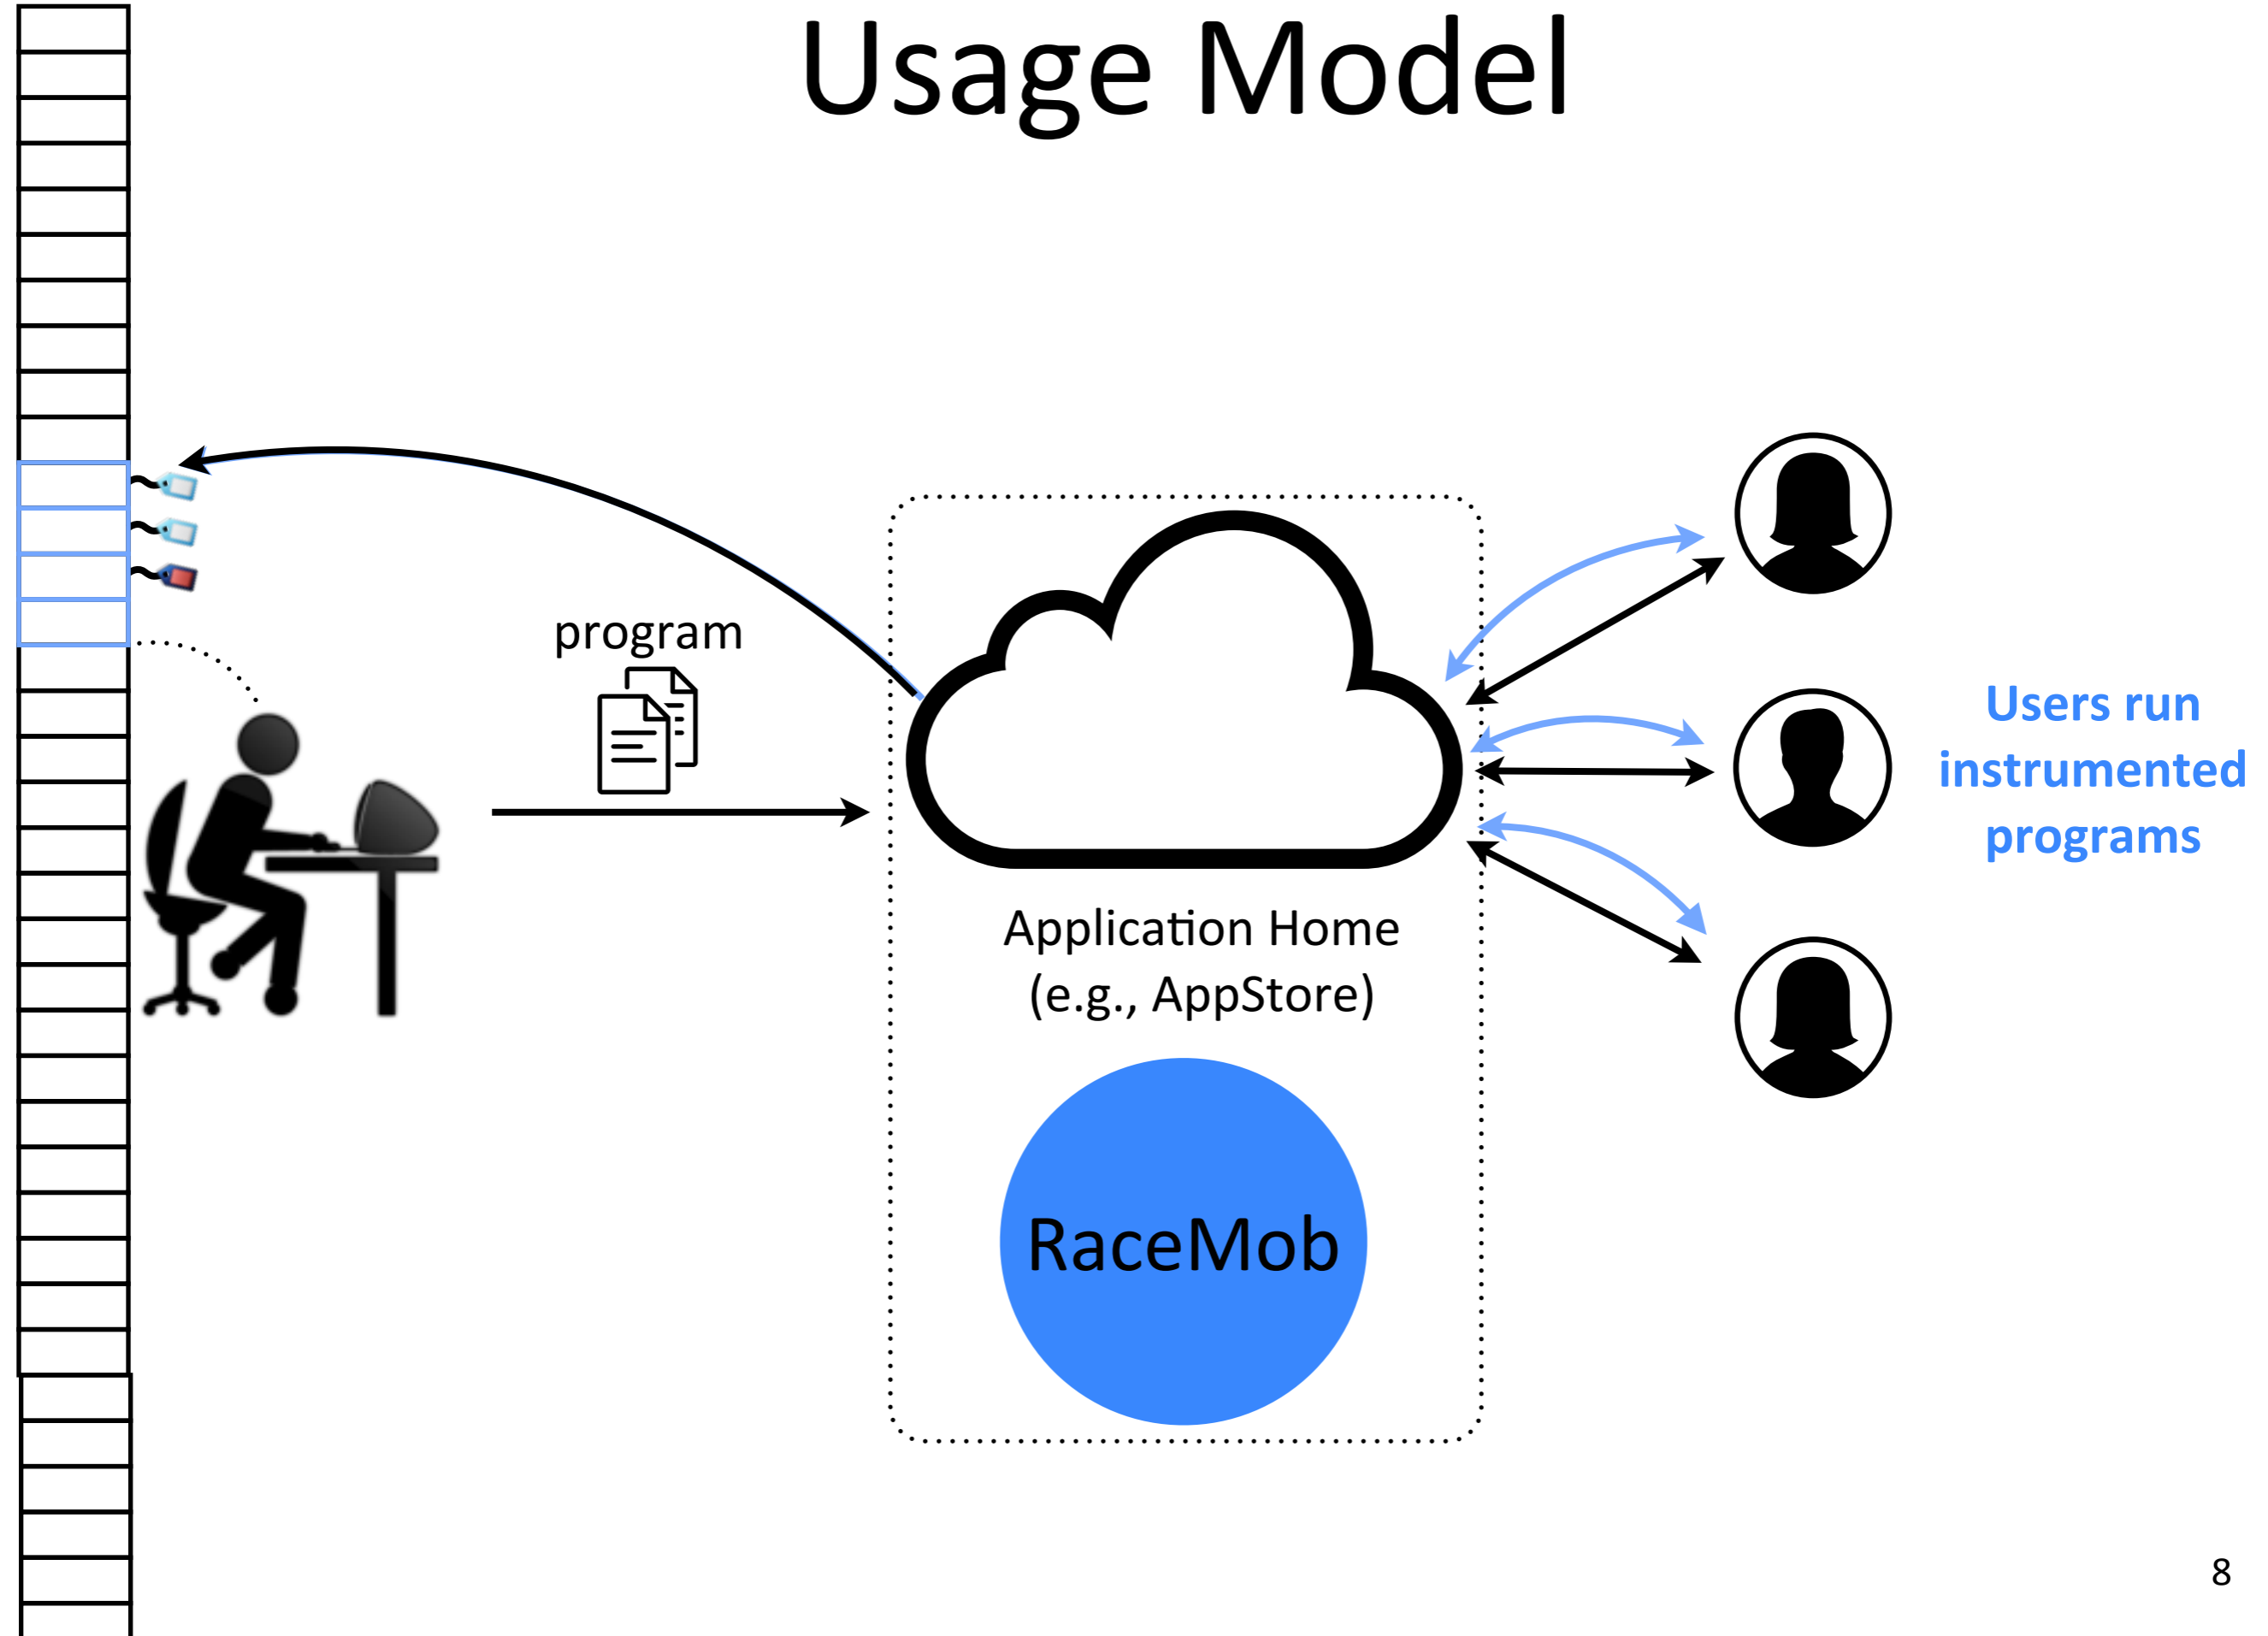 Usage Model
program
Users run
instrumented
programs
Application Home
(e.g., AppStore)
RaceMob
8